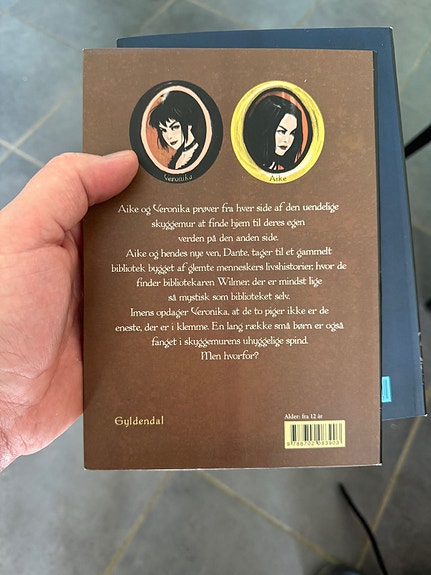 Veronika
Aike
Aike og Veronika prøver fra hver side af den uendelige
skyggemur at finde hjem til deres egen
verden på den anden side.
Aike og hendes nye ven, Dante, tager til et gammelt
bibliotek bygget af glemte menneskers livshistorier, hvor de
finder bibliotekaren Wilmer, der er mindst lige
så mystisk som biblioteket selv.
Imens opdager Veronika, at de to piger ikke er de
eneste, der er i klemme. En lang række små børn er også
fanget i skyggemurens uhyggelige spind.
Men hvorfor?
Gyldendal
Alder: fra 12 år
9 788702 093903